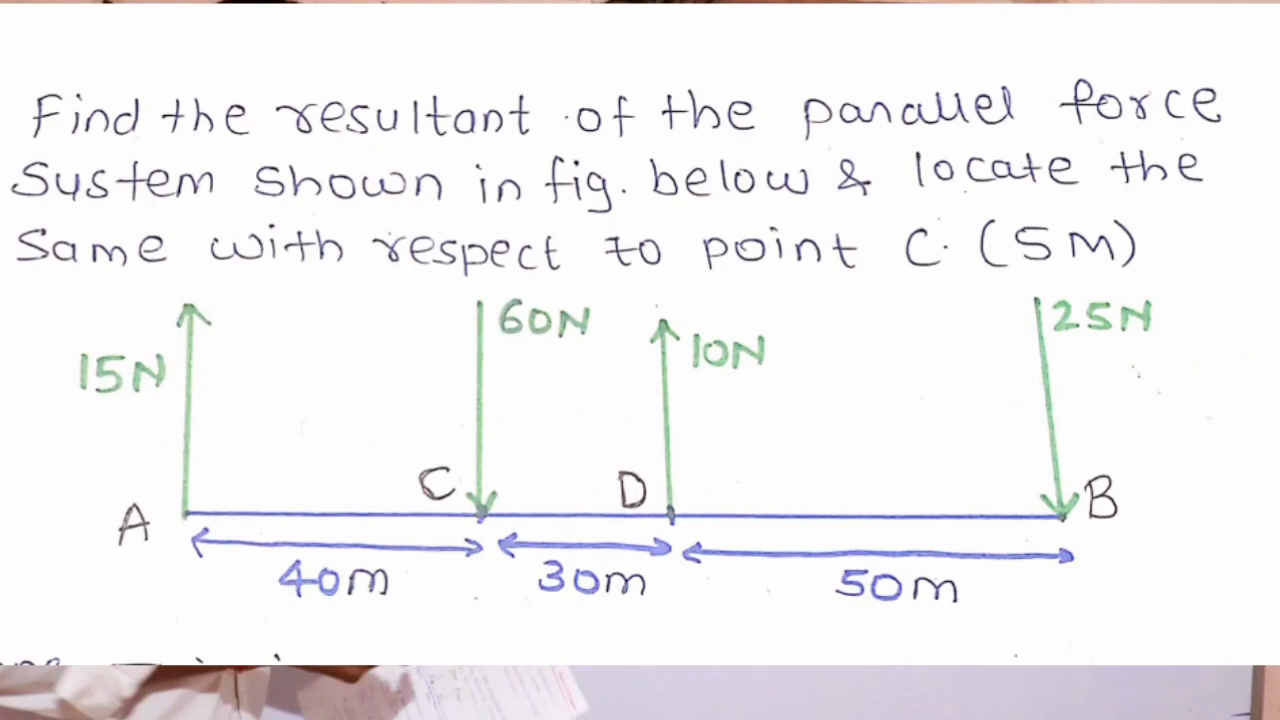 Find the resultant of the parallel force
System shown in fig. below & locate the
Same with respect to point C. (5M)
60N
25N
15N
10N
C
D
B
A
40m
30m
50m